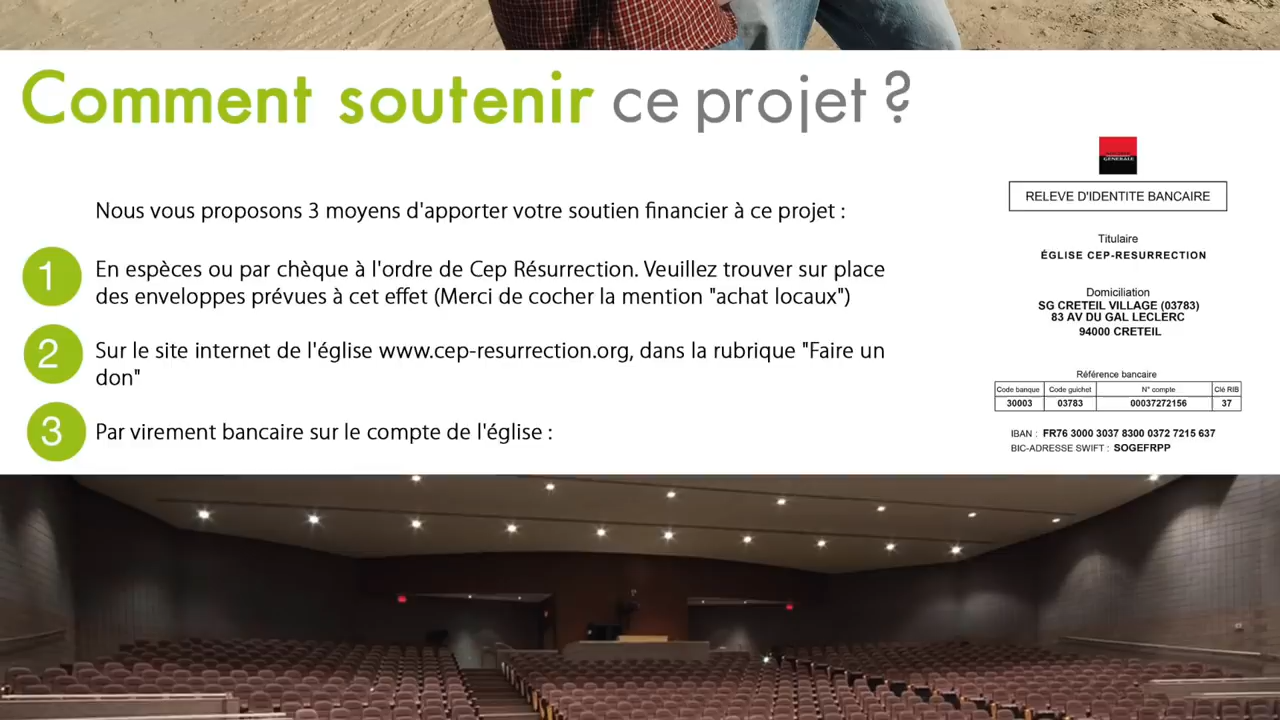 Comment soutenir ce projet ?
Nous vous proposons 3 moyens d'apporter votre soutien financier à ce projet :
1 En espèces ou par chèque à l'ordre de Cep Résurrection. Veuillez trouver sur place
des enveloppes prévues à cet effet (Merci de cocher la mention "achat locaux")
2 Sur le site internet de l'église www.cep-resurrection.org, dans la rubrique "Faire un
don"
3 Par virement bancaire sur le compte de l'église :
GENERALE
RELEVE D'IDENTITE BANCAIRE
Titulaire
ÉGLISE CEP-RESURRECTION
Domiciliation
SG CRETEIL VILLAGE (03783)
83 AV DU GAL LECLERC
94000 CRETEIL
Référence bancaire
Code banque Code guichet N° compte Clé RIB
30003 03783 00037272156 37
IBAN : FR76 3000 3037 8300 0372 7215 637
BIC-ADRESSE SWIFT : SOGEFRPP